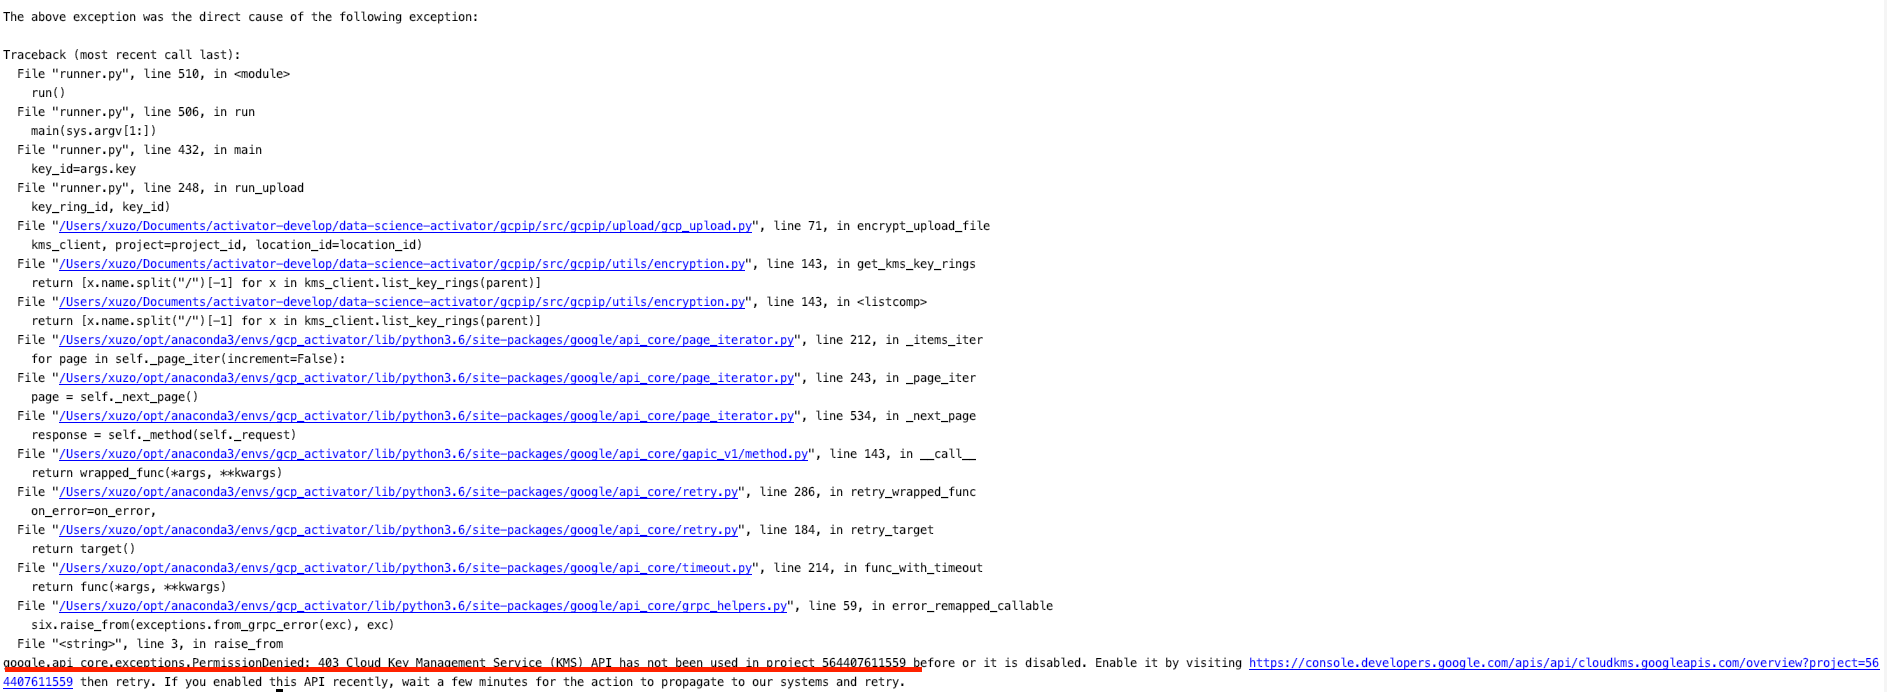 The above exception was the direct cause of the following exception:
Traceback (most recent call last):
File "runner.py", line 510, in <module>
run()
File "runner.py", line 506, in run
main(sys.argv[1:])
File "runner.py", line 432, in main
key_id=args.key
File "runner.py", line 248, in run_upload
key_ring_id, key_id)
File "/Users/xuzo/Documents/activator-develop/data-science-activator/gcpip/src/gcpip/upload/gcp_upload.py", line 71, in encrypt_upload_file
kms_client, project=project_id, location_id=location_id)
File "/Users/xuzo/Documents/activator-develop/data-science-activator/gcpip/src/gcpip/utils/encryption.py", line 143, in get_kms_key_rings
return [x.name.split("/")[-1] for x in kms_client.list_key_rings(parent)]
File "/Users/xuzo/Documents/activator-develop/data-science-activator/gcpip/src/gcpip/utils/encryption.py", line 143, in <listcomp>
return [x.name.split("/")[-1] for x in kms_client.list_key_rings(parent)]
File "/Users/xuzo/opt/anaconda3/envs/gcp_activator/lib/python3.6/site-packages/google/api_core/page_iterator.py", line 212, in _items_iter
for page in self._page_iter(increment=False):
File "/Users/xuzo/opt/anaconda3/envs/gcp_activator/lib/python3.6/site-packages/google/api_core/page_iterator.py", line 243, in _page_iter
page = self._next_page()
File "/Users/xuzo/opt/anaconda3/envs/gcp_activator/lib/python3.6/site-packages/google/api_core/page_iterator.py", line 534, in _next_page
response = self._method(self._request)
File "/Users/xuzo/opt/anaconda3/envs/gcp_activator/lib/python3.6/site-packages/google/api_core/gapic_v1/method.py", line 143, in __call__
return wrapped_func(*args, **kwargs)
File "/Users/xuzo/opt/anaconda3/envs/gcp_activator/lib/python3.6/site-packages/google/api_core/retry.py", line 286, in retry_wrapped_func
on_error=on_error,
File "/Users/xuzo/opt/anaconda3/envs/gcp_activator/lib/python3.6/site-packages/google/api_core/retry.py", line 184, in retry_target
return target()
File "/Users/xuzo/opt/anaconda3/envs/gcp_activator/lib/python3.6/site-packages/google/api_core/timeout.py", line 214, in func_with_timeout
return func(*args, **kwargs)
File "/Users/xuzo/opt/anaconda3/envs/gcp_activator/lib/python3.6/site-packages/google/api_core/grpc_helpers.py", line 59, in error_remapped_callable
six.raise_from(exceptions.from_grpc_error(exc), exc)
File "<string>", line 3, in raise_from
google.api_core.exceptions.PermissionDenied: 403 Cloud Key Management Service (KMS) API has not been used in project 564407611559 before or it is disabled. Enable it by visiting https://console.developers.google.com/apis/api/cloudkms.googleapis.com/overview?project=56
4407611559 then retry. If you enabled this API recently, wait a few minutes for the action to propagate to our systems and retry.